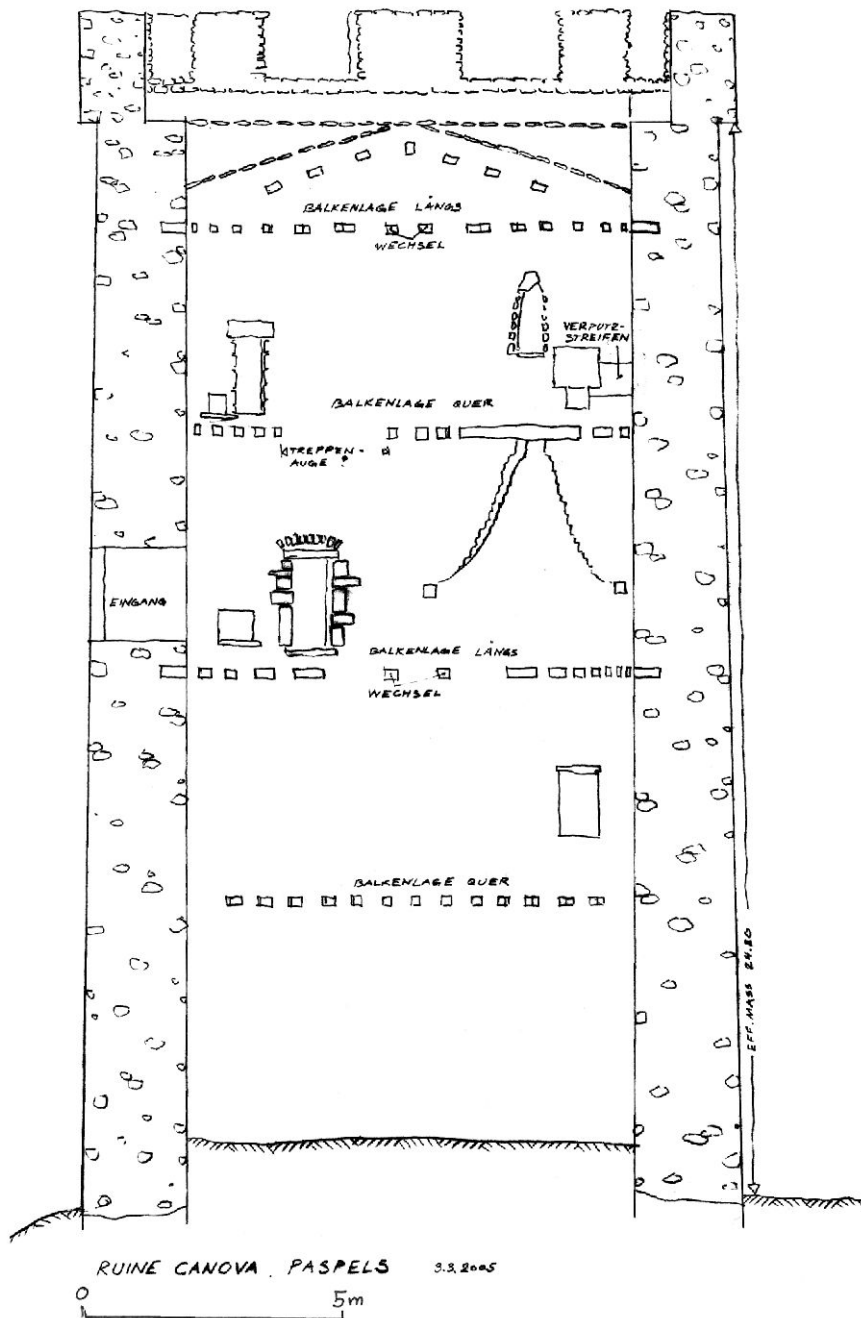 BALKENLAGE LÄNGS
WECHSEL
VERPUTZ-
STREIFEN
BALKENLAGE QUER
TREPPEN-
AUGE?
EINGANG
BALKENLAGE LÄNGS
WECHSEL
BALKENLAGE QUER
EFF. MASS 24.20
RUINE CANOVA, PASPELS 3.3.2005
0 5m